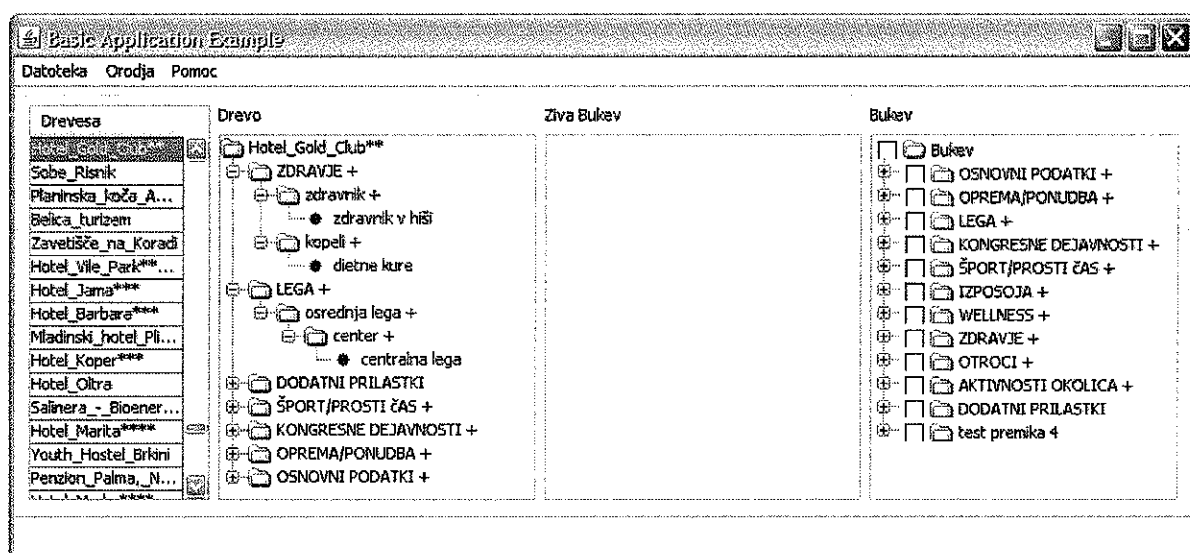 Basic Application Example
Datoteka Orodja Pomoc
Drevesa
Hotel_Gold_Club**
Sobe_Risnik
Planinska_koča_A...
Belica_turizem
Zavetišče_na_Koradi
Hotel_Vile_Park**...
Hotel_Jama***
Hotel_Barbara***
Mladinski_hotel_Pli...
Hotel_Koper***
Hotel_Oltra
Salinera_-_Bioener...
Hotel_Marita****
Youth_Hostel_Brkini
Penzion_Palma,_N...
Drevo
Hotel_Gold_Club**
ZDRAVJE +
zdravnik +
zdravnik v hiši
kopeli +
dietne kure
LEGA +
osrednja lega +
center +
centralna lega
DODATNI PRILASTKI
ŠPORT/PROSTI čAS +
KONGRESNE DEJAVNOSTI +
OPREMA/PONUDBA +
OSNOVNI PODATKI +
Ziva Bukev
Bukev
Bukev
OSNOVNI PODATKI +
OPREMA/PONUDBA +
LEGA +
KONGRESNE DEJAVNOSTI +
ŠPORT/PROSTI čAS +
IZPOSOJA +
WELLNESS +
ZDRAVJE +
OTROCI +
AKTIVNOSTI OKOLICA +
DODATNI PRILASTKI
test premika 4